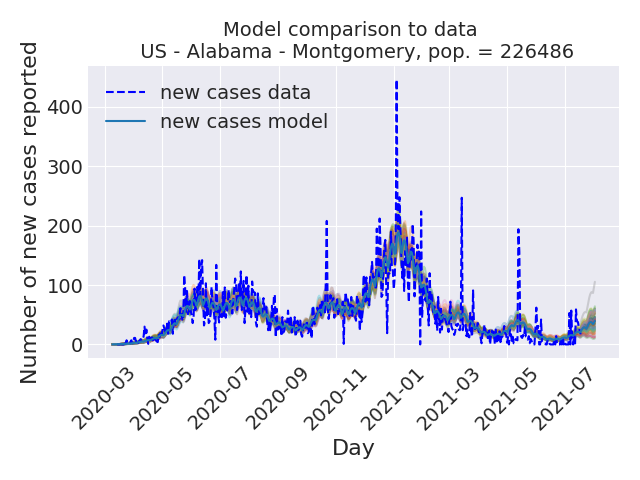 Model comparison to data
US - Alabama - Montgomery, pop. = 226486
Number of new cases reported
400
300
200
100
0
new cases data
new cases model
2020-03
2020-05
2020-07
2020-09
2020-11
2021-01
2021-03
2021-05
2021-07
Day